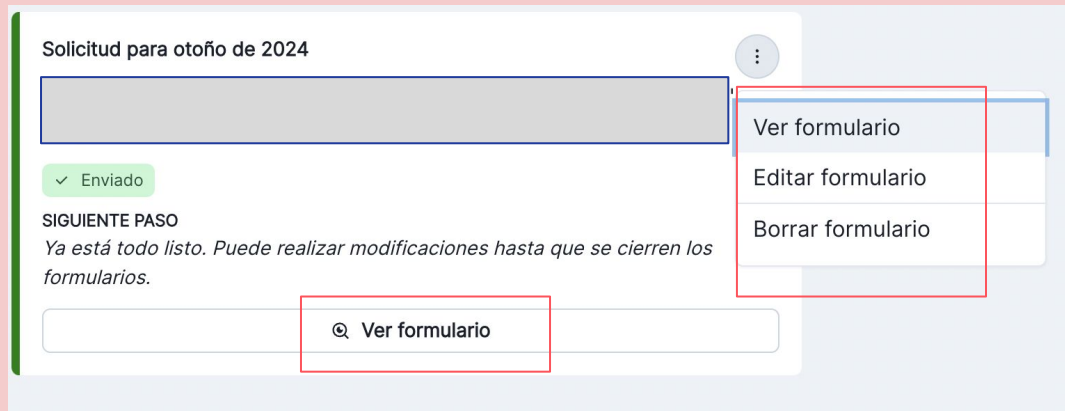 Solicitud para otoño de 2024
Ver formulario
Editar formulario
Borrar formulario
Enviado
SIGUIENTE PASO
Ya está todo listo. Puede realizar modificaciones hasta que se cierren los
formularios.
Ver formulario